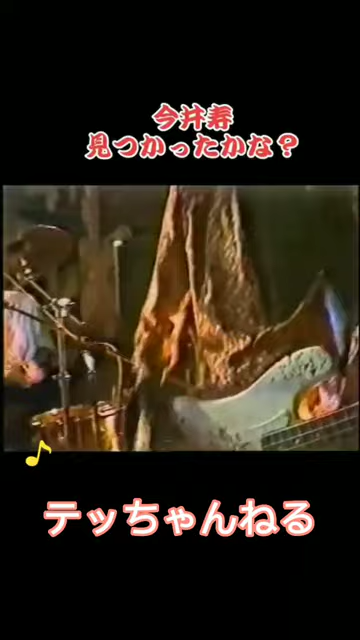 今井寿
見つかったかな？
テッちゃんねる